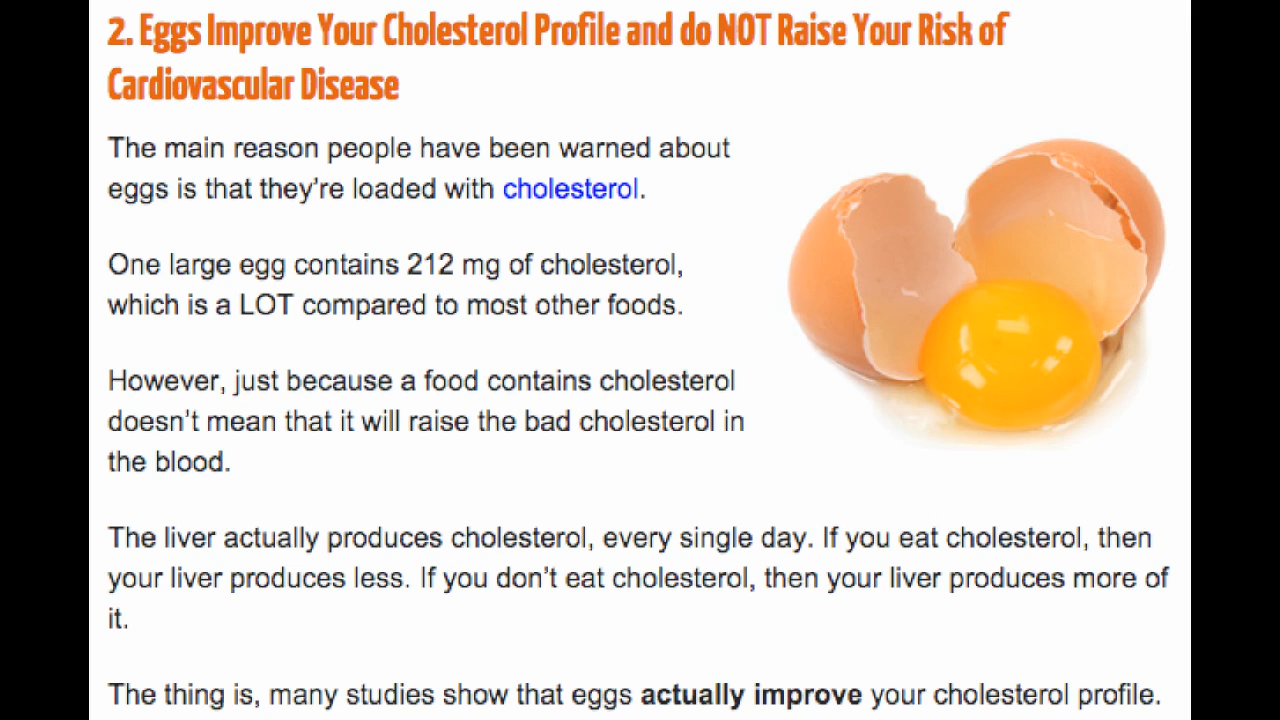 2. Eggs Improve Your Cholesterol Profile and do NOT Raise Your Risk of
Cardiovascular Disease
The main reason people have been warned about
eggs is that they're loaded with cholesterol.
One large egg contains 212 mg of cholesterol,
which is a LOT compared to most other foods.
However, just because a food contains cholesterol
doesn't mean that it will raise the bad cholesterol in
the blood.
The liver actually produces cholesterol, every single day. If you eat cholesterol, then
your liver produces less. If you don't eat cholesterol, then your liver produces more of
it.
The thing is, many studies show that eggs actually improve your cholesterol profile.